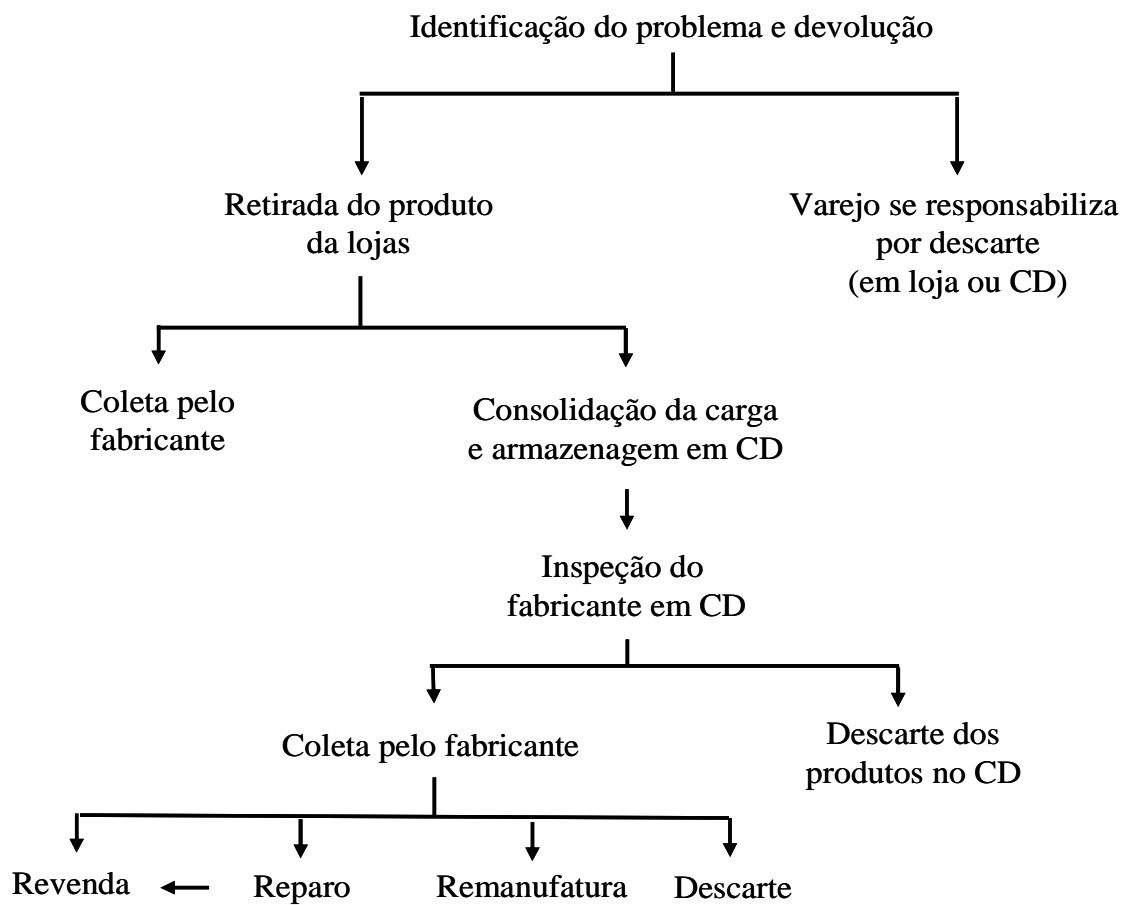 Identificação do problema e devolução
Retirada do produto
da lojas
Varejo se responsabiliza
por descarte
(em loja ou CD)
Coleta pelo
fabricante
Consolidação da carga
e armazenagem em CD
Inspeção do
fabricante em CD
Coleta pelo fabricante
Descarte dos
produtos no CD
Revenda
Reparo
Remanufatura
Descarte